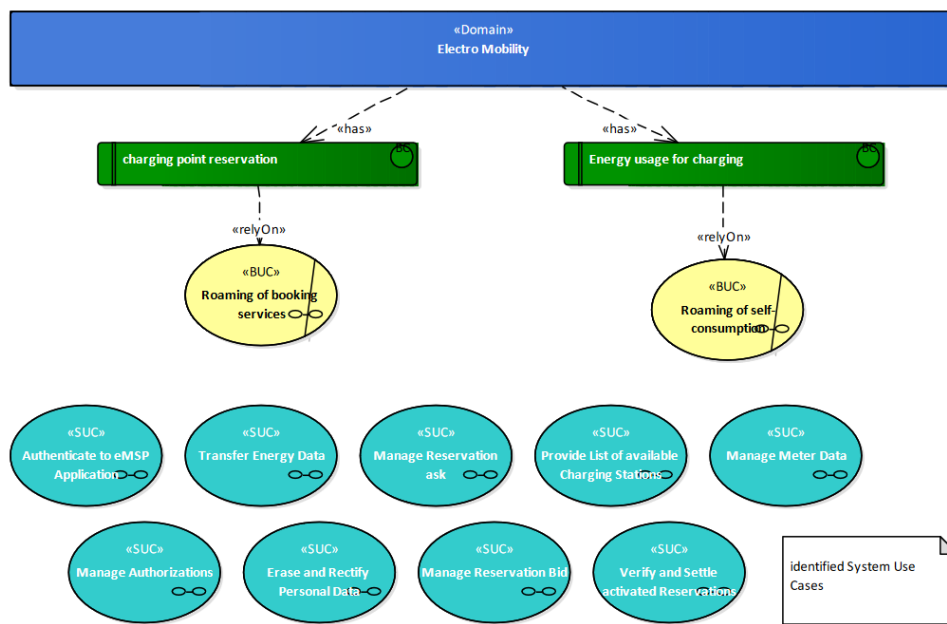 «Domain»
Electro Mobility
«has»
«has»
charging point reservation
BC
Energy usage for charging
BC
«relyOn»
«relyOn»
«BUC»
Roaming of booking
services
«BUC»
Roaming of self-
consumption
«SUC»
Authenticate to eMSP
Application
«SUC»
Transfer Energy Data
«SUC»
Manage Reservation
ask
«SUC»
Provide List of available
Charging Stations
«SUC»
Manage Meter Data
«SUC»
Manage Authorizations
«SUC»
Erase and Rectify
Personal Data
«SUC»
Manage Reservation Bid
«SUC»
Verify and Settle
activated Reservations
identified System Use
Cases